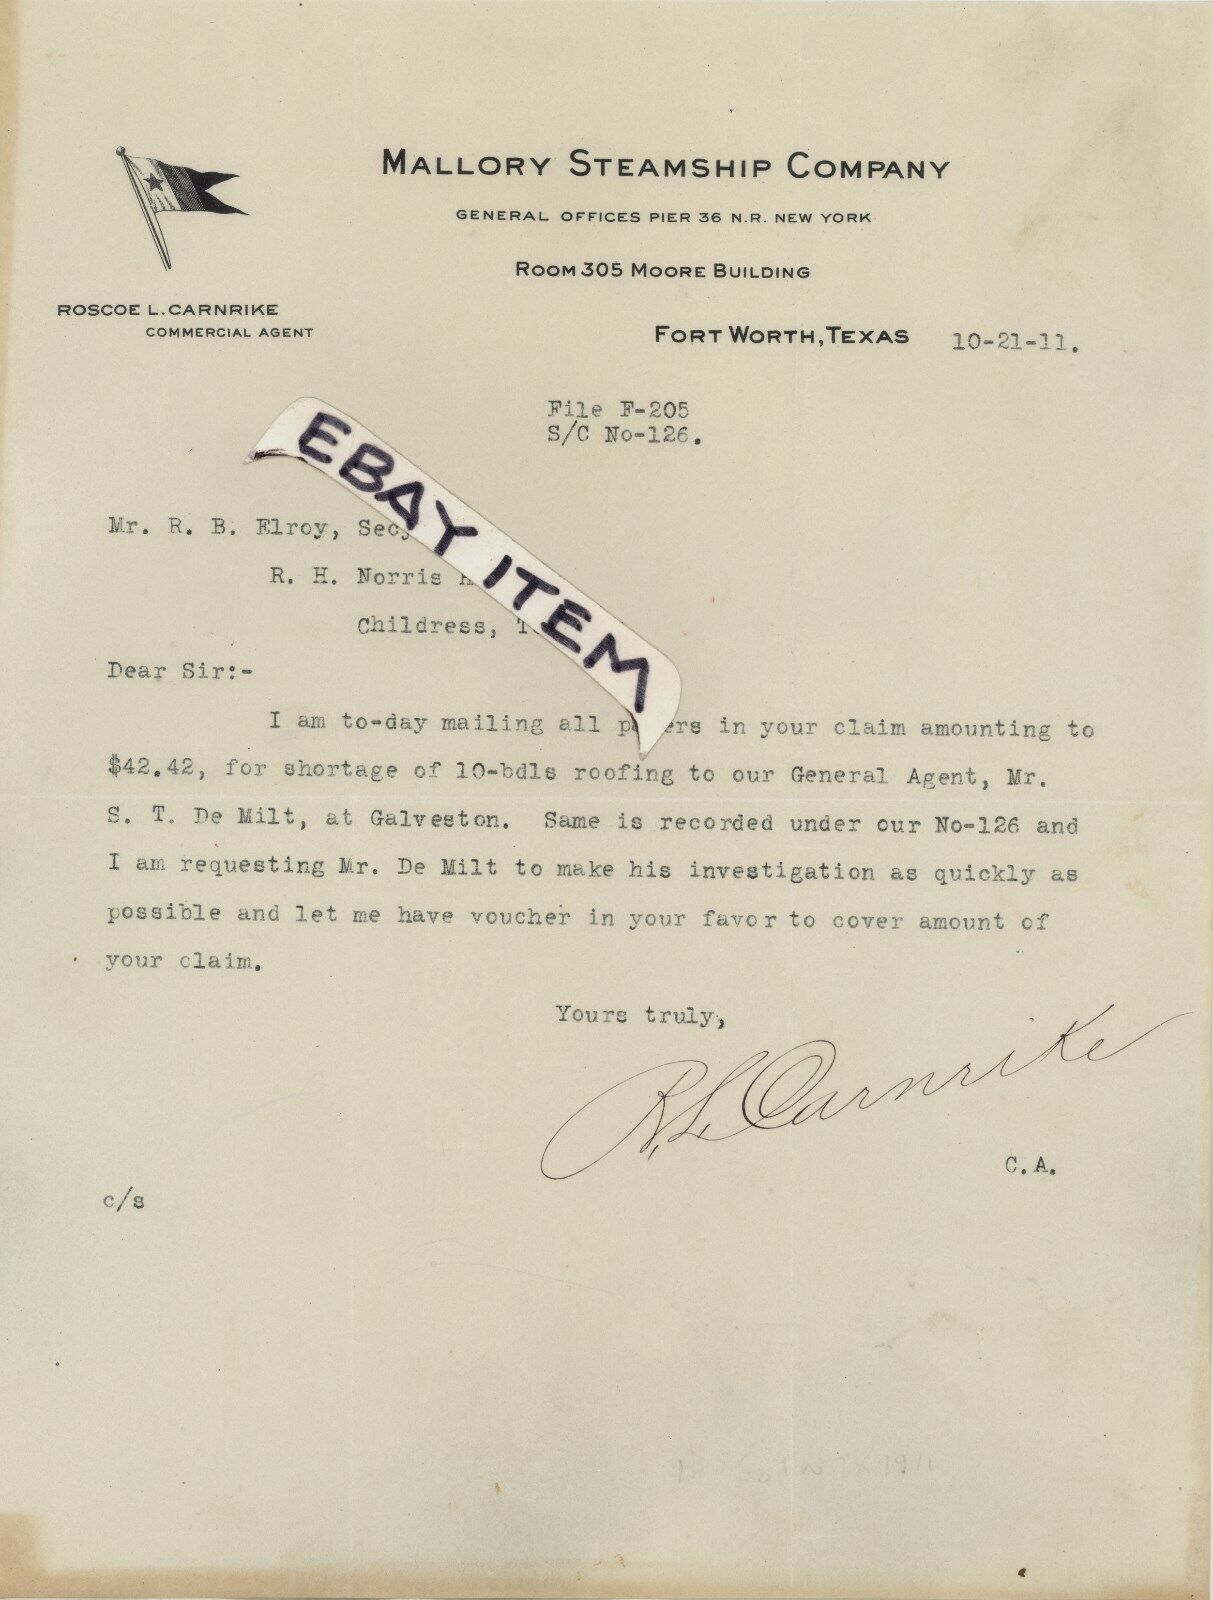 MALLORY STEAMSHIP COMPANY
GENERAL OFFICES PIER 36 N.R. NEW YORK
ROOM 305 MOORE BUILDING
ROSCOE L. CARNRIKE
COMMERCIAL AGENT
FORT WORTH, TEXAS 10-21-11.
File F-205
S/C No-126.
EBAY ITEM
Mr. R. B. Elroy, Secy
R. H. Norris
Childress,
Dear Sir:-
I am to-day mailing all papers in your claim amounting to
$42.42, for shortage of 10-bdls roofing to our General Agent, Mr.
S. T. De Milt, at Galveston. Same is recorded under our No-126 and
I am requesting Mr. De Milt to make his investigation as quickly as
possible and let me have voucher in your favor to cover amount of
your claim.
Yours truly,
R. L. Carnrike
C.A.
c/s
1911